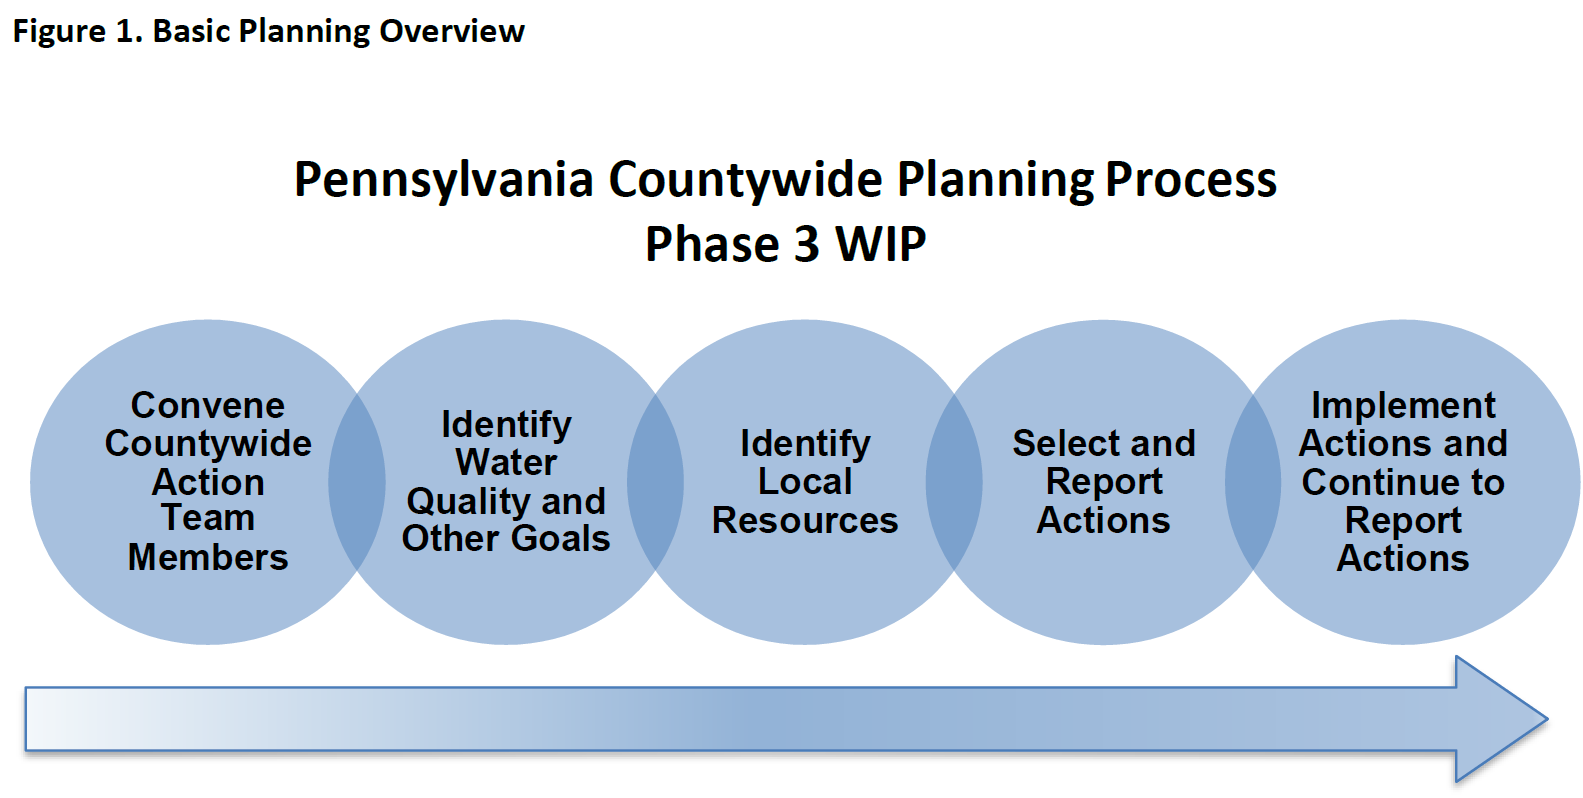 Figure 1. Basic Planning Overview
Pennsylvania Countywide Planning Process
Phase 3 WIP
Convene
Countywide
Action
Team
Members
Identify
Water
Quality and
Other Goals
Identify
Local
Resources
Select and
Report
Actions
Implement
Actions and
Continue to
Report
Actions